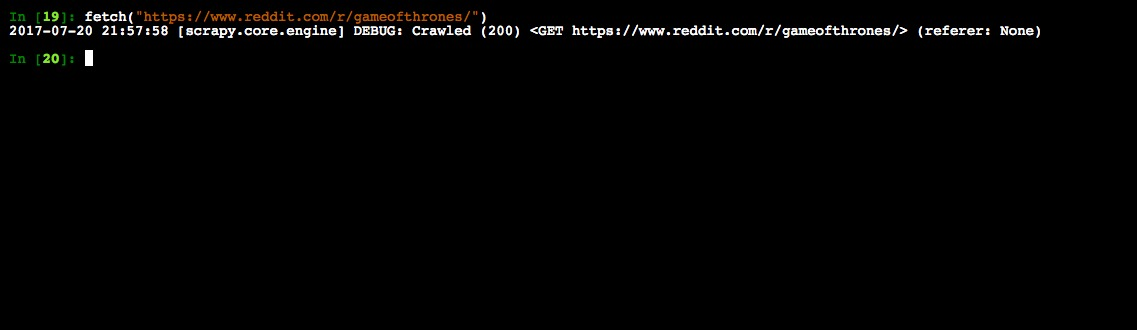 In [19]: fetch("https://www.reddit.com/r/gameofthrones/")
2017-07-20 21:57:58 [scrapy.core.engine] DEBUG: Crawled (200) <GET https://www.reddit.com/r/gameofthrones/> (referer: None)
In [20]: